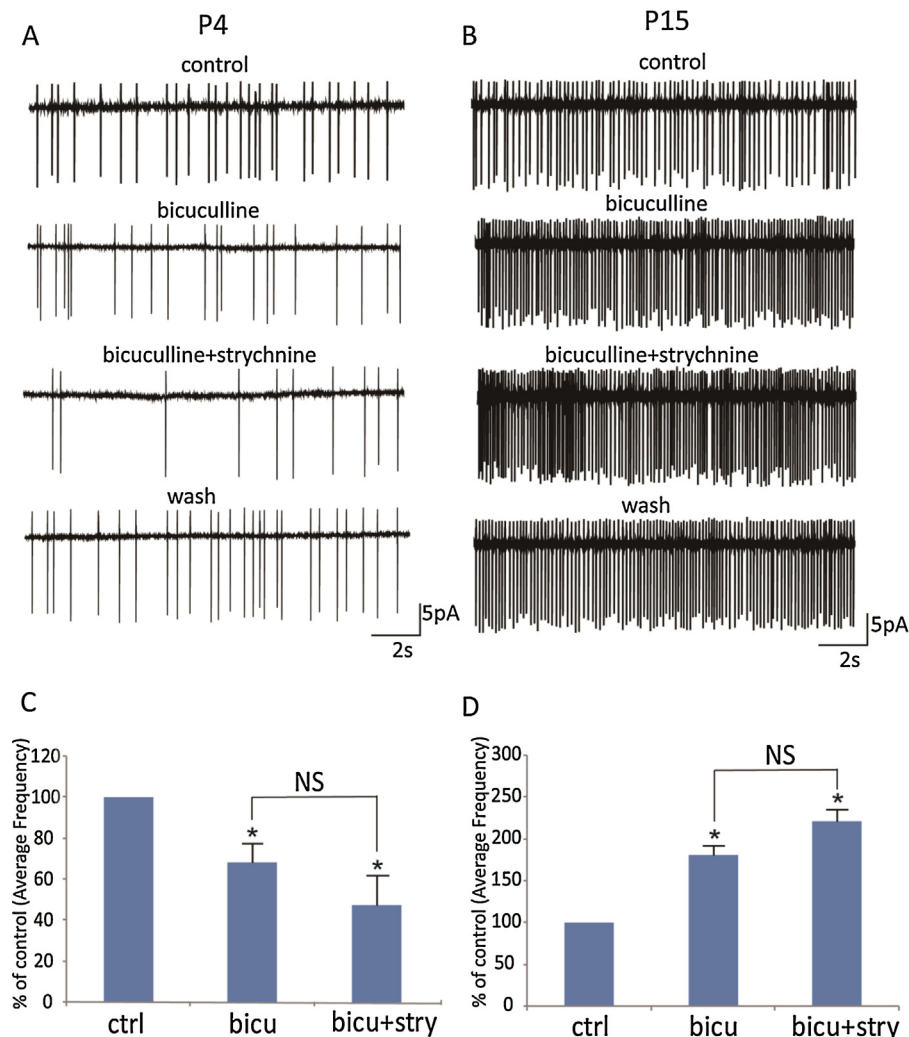 A
P4
control
bicuculline
bicuculline+strychnine
wash
5pA
2s
B
P15
control
bicuculline
bicuculline+strychnine
wash
5pA
2s
C
% of control (Average Frequency)
120
100
80
60
40
20
0
NS
*
*
ctrl
bicu
bicu+stry
D
% of control (Average Frequency)
300
250
200
150
100
50
0
NS
*
*
ctrl
bicu
bicu+stry